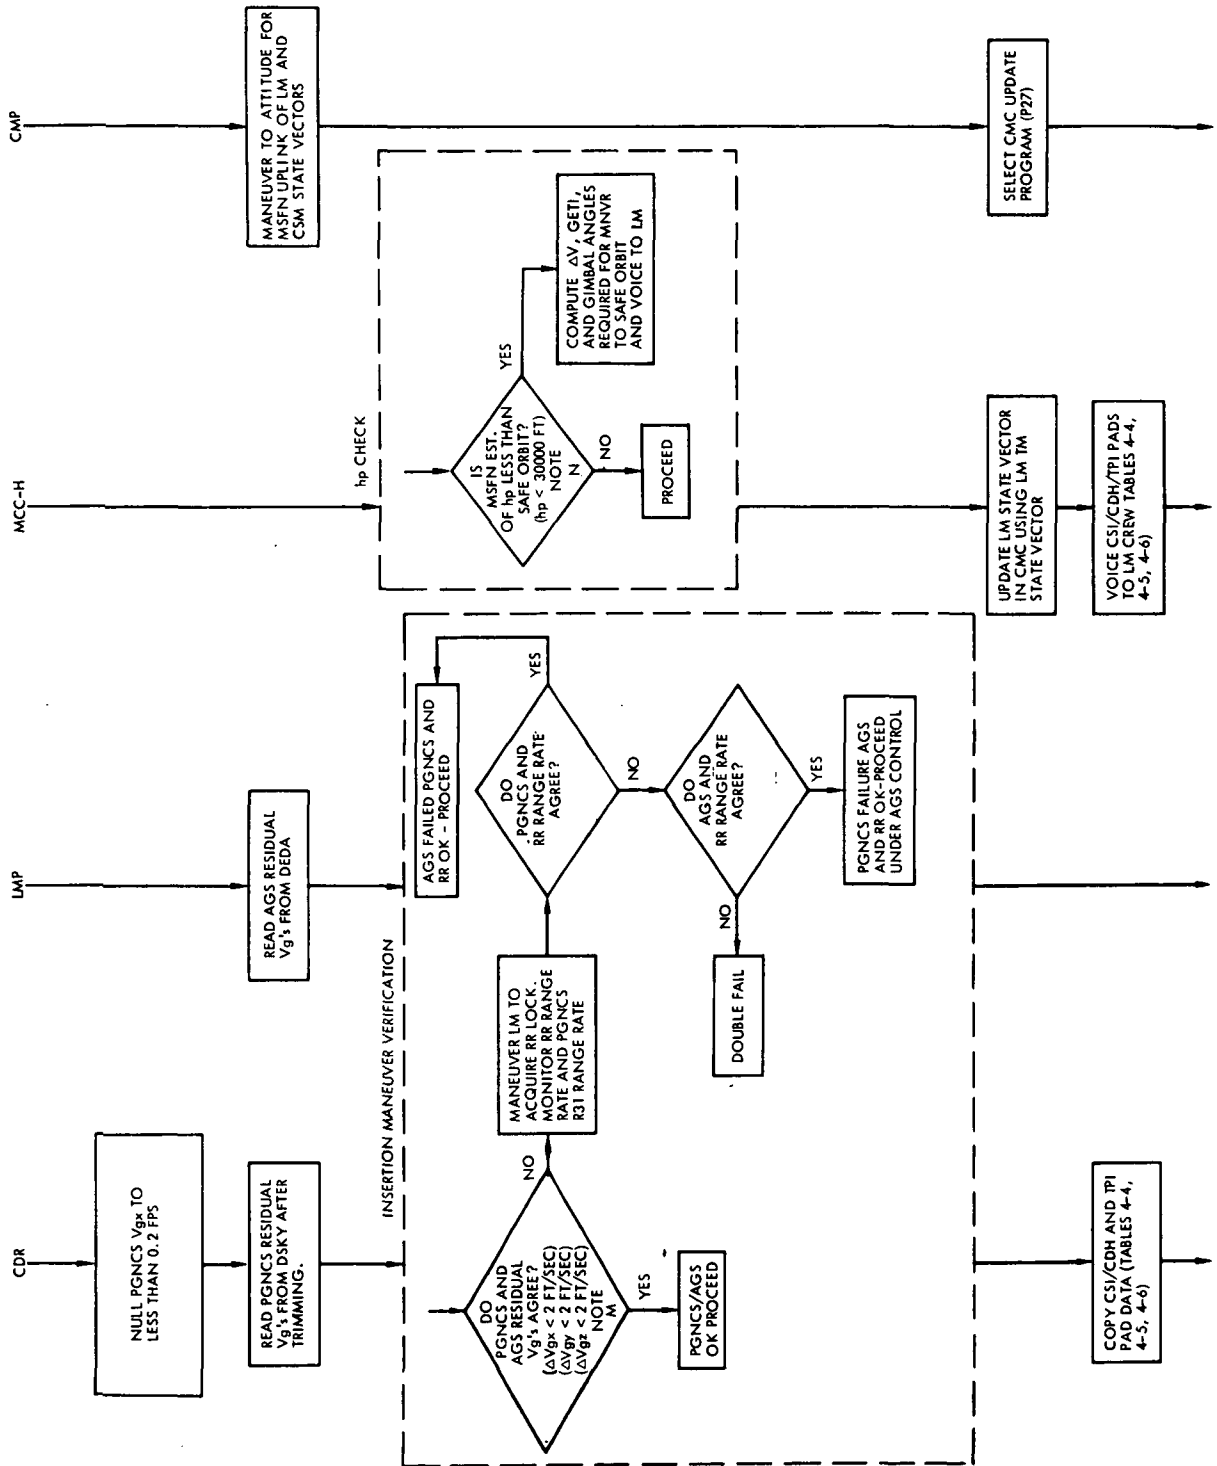 CDR
NULL PGNCS Vgx TO
LESS THAN 0.2 FPS
READ PGNCS RESIDUAL
Vg's FROM DSKY AFTER
TRIMMING.
LMP
READ AGS RESIDUAL
Vg's FROM DEDA
INSERTION MANEUVER VERIFICATION
DO
PGNCS AND
AGS RESIDUAL
Vg's AGREE?
(ΔVgx < 2 FT/SEC)
(ΔVgy < 2 FT/SEC)
(ΔVgz < 2 FT/SEC)
NOTE
M
YES
PGNCS/AGS
OK PROCEED
NO
MANEUVER LM TO
ACQUIRE RR LOCK.
MONITOR RR RANGE
RATE AND PGNCS
R31 RANGE RATE
DO
PGNCS AND
RR RANGE RATE
AGREE?
YES
AGS FAILED PGNCS AND
RR OK - PROCEED
NO
DO
AGS AND
RR RANGE RATE
AGREE?
NO
DOUBLE FAIL
YES
PGNCS FAILURE AGS
AND RR OK-PROCEED
UNDER AGS CONTROL
COPY CSI/CDH AND TPI
PAD DATA (TABLES 4-4,
4-5, 4-6)
MCC-H
hp CHECK
IS
MSFN EST.
OF hp LESS THAN
SAFE ORBIT?
(hp < 30000 FT)
NOTE
N
YES
COMPUTE ΔV, GETI,
AND GIMBAL ANGLES
REQUIRED FOR MNVR
TO SAFE ORBIT
AND VOICE TO LM
NO
PROCEED
UPDATE LM STATE VECTOR
IN CMC USING LM TM
STATE VECTOR
VOICE CSI/CDH/TPI PADS
TO LM CREW TABLES 4-4,
4-5, 4-6)
CMP
MANEUVER TO ATTITUDE FOR
MSFN UPLINK OF LM AND
CSM STATE VECTORS
SELECT CMC UPDATE
PROGRAM (P27)